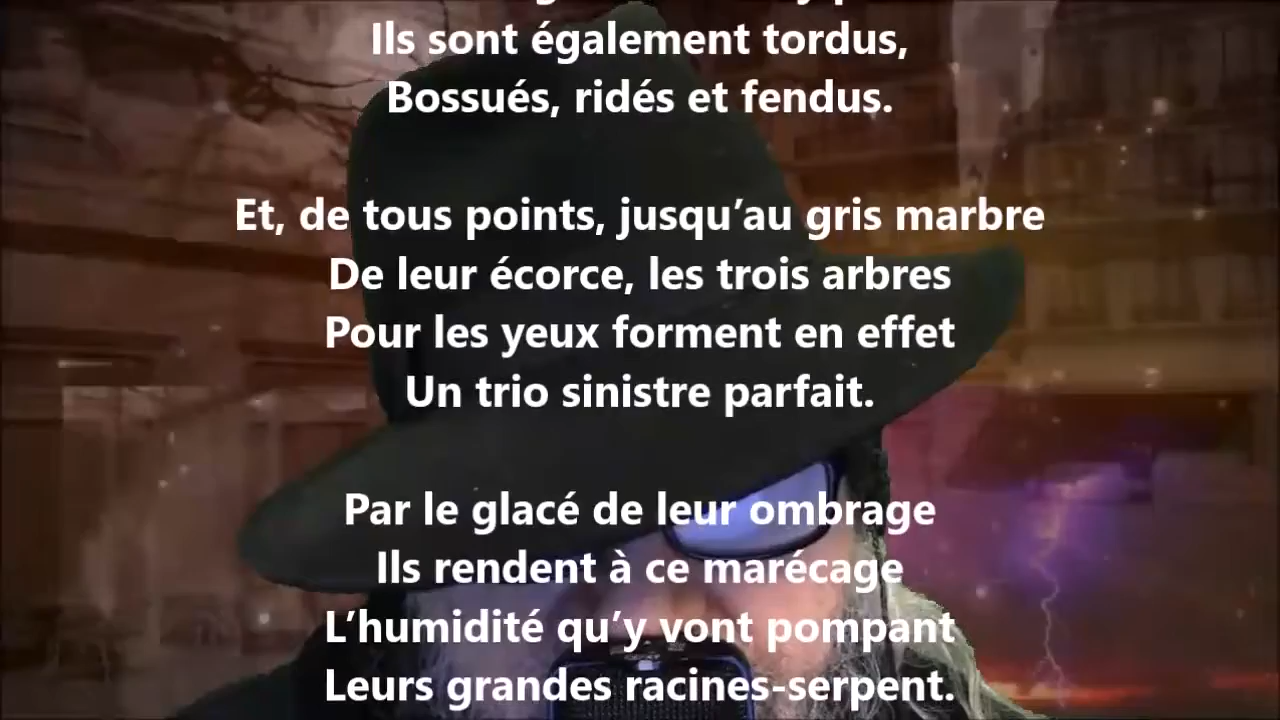 Ils sont également tordus,
Bossués, ridés et fendus.
Et, de tous points, jusqu’au gris marbre
De leur écorce, les trois arbres
Pour les yeux forment en effet
Un trio sinistre parfait.
Par le glacé de leur ombrage
Ils rendent à ce marécage
L’humidité qu’y vont pompant
Leurs grandes racines-serpent.